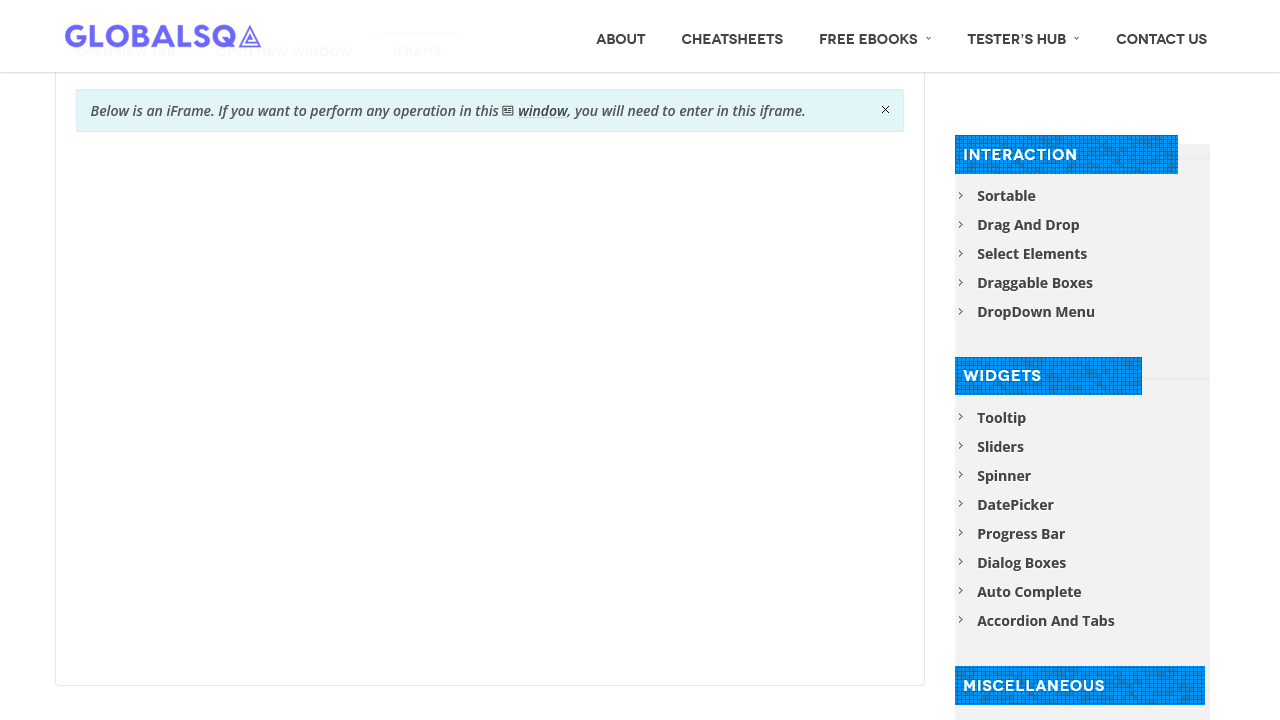 GLOBALSQA
ABOUT
CHEATSHEETS
FREE EBOOKS
TESTER'S HUB
CONTACT US
NEW WINDOW
IFRAME
Below is an iFrame. If you want to perform any operation in this window, you will need to enter in this iframe.
INTERACTION
Sortable
Drag And Drop
Select Elements
Draggable Boxes
DropDown Menu
WIDGETS
Tooltip
Sliders
Spinner
DatePicker
Progress Bar
Dialog Boxes
Auto Complete
Accordion And Tabs
MISCELLANEOUS